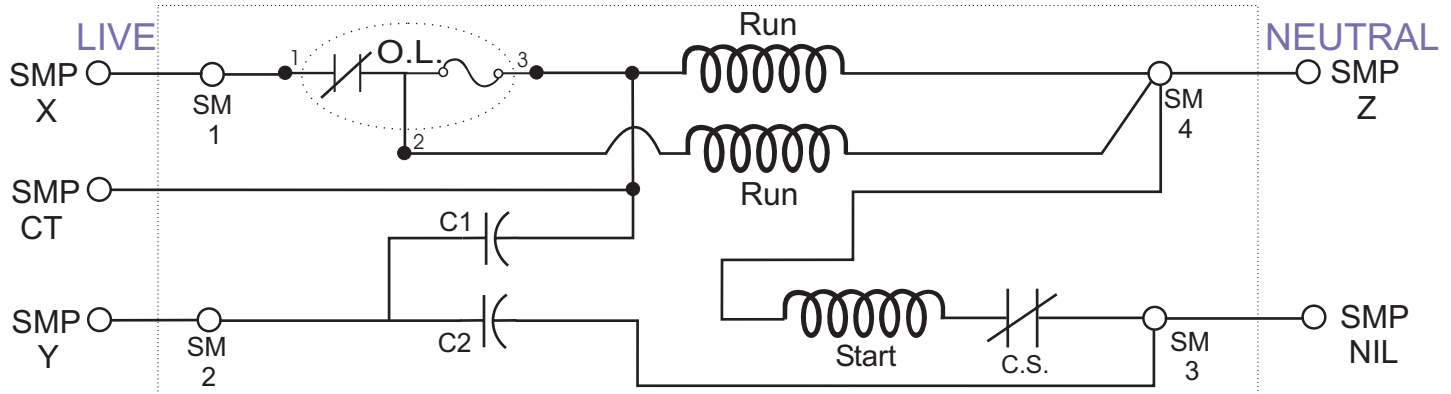 LIVE
NEUTRAL
SMP
X
SM
1
1
O.L.
3
2
Run
SM
4
SMP
Z
Run
SMP
CT
C1
SMP
Y
SM
2
C2
Start
C.S.
SM
3
SMP
NIL